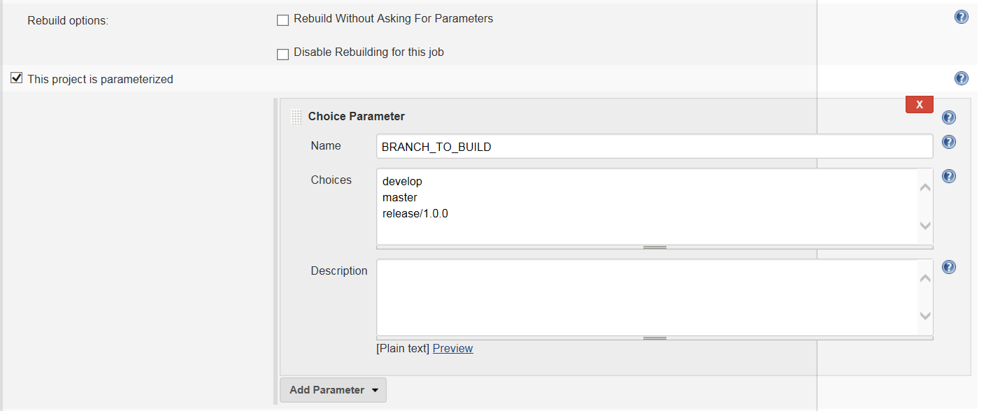 Rebuild options:
Rebuild Without Asking For Parameters
Disable Rebuilding for this job
This project is parameterized
X
Choice Parameter
Name
BRANCH_TO_BUILD
Choices
develop
master
release/1.0.0
Description
[Plain text] Preview
Add Parameter